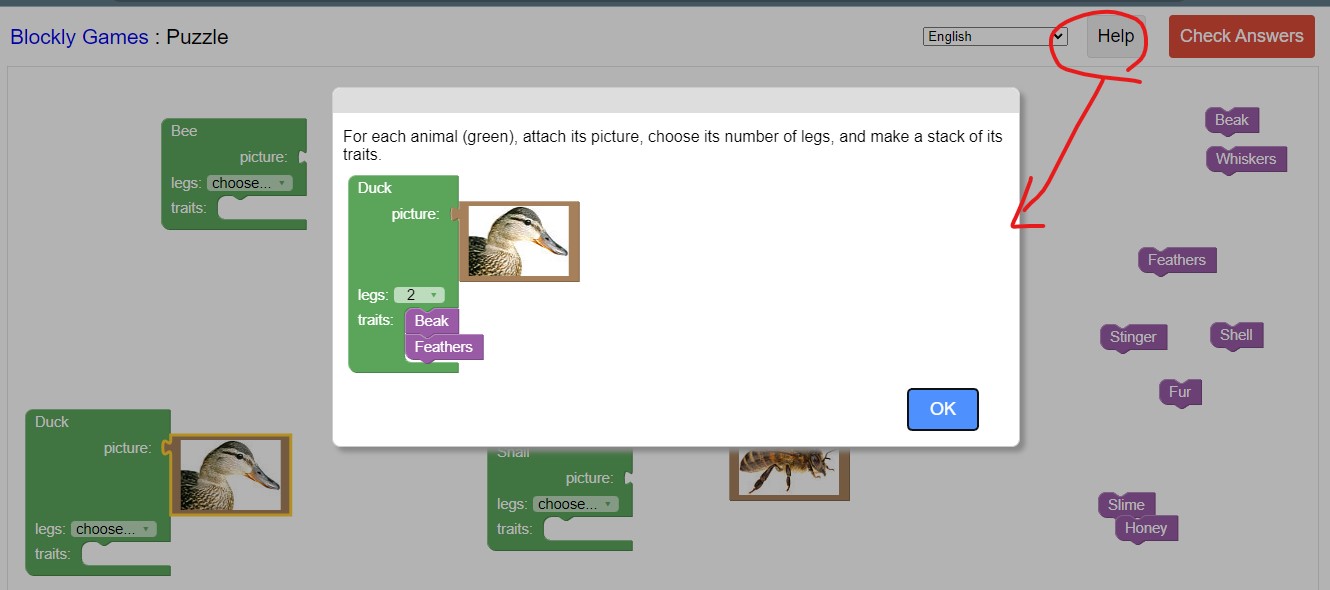 Blockly Games : Puzzle
English
Help
Check Answers
For each animal (green), attach its picture, choose its number of legs, and make a stack of its
traits.
Duck
picture:
legs: 2
traits: Beak
Feathers
OK
Bee
picture:
legs: choose...
traits:
Duck
picture:
legs: choose...
traits:
Snail
picture:
legs: choose...
traits:
Beak
Whiskers
Feathers
Stinger
Shell
Fur
Slime
Honey